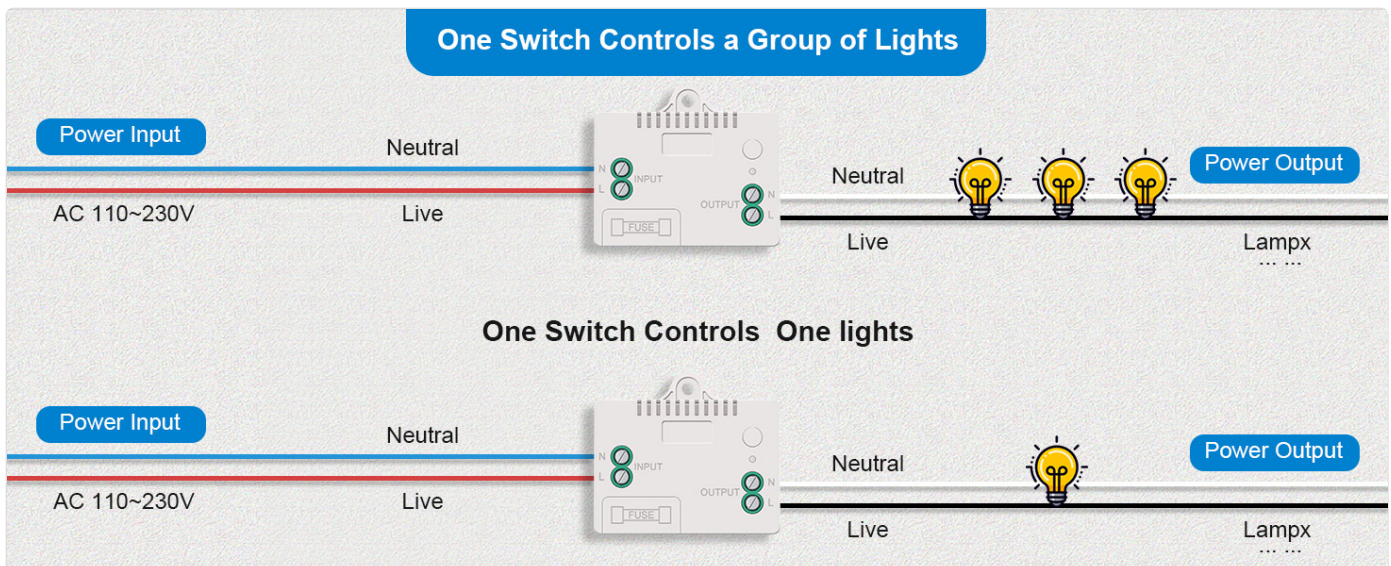 One Switch Controls a Group of Lights
Power Input
Neutral
AC 110~230V
Live
N
INPUT
L
FUSE
OUTPUT
N
L
Neutral
Power Output
Live
Lampx
... ...
One Switch Controls One lights
Power Input
Neutral
AC 110~230V
Live
N
INPUT
L
FUSE
OUTPUT
N
L
Neutral
Power Output
Live
Lampx
... ...